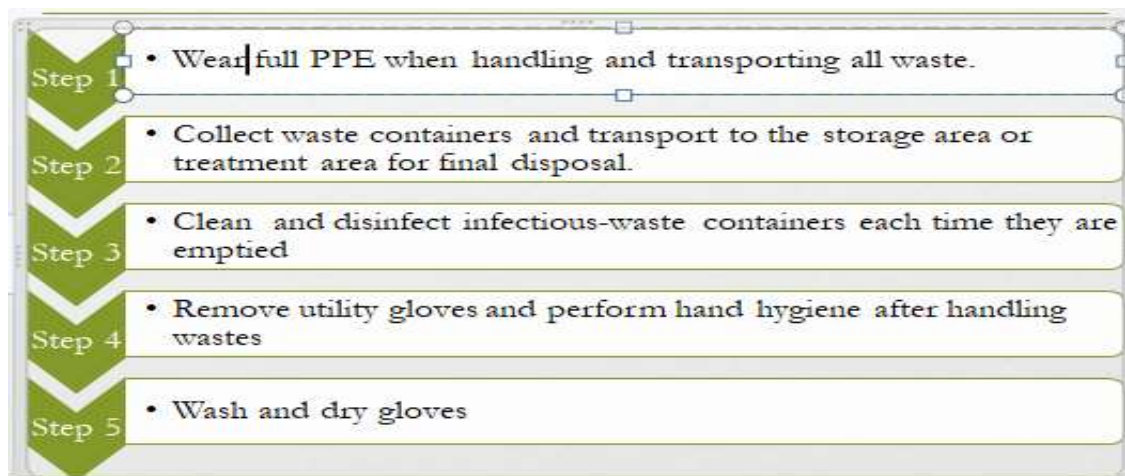 Step 1
• Wear full PPE when handling and transporting all waste.
Step 2
• Collect waste containers and transport to the storage area or
treatment area for final disposal.
Step 3
• Clean and disinfect infectious-waste containers each time they are
emptied
Step 4
• Remove utility gloves and perform hand hygiene after handling
wastes
Step 5
• Wash and dry gloves